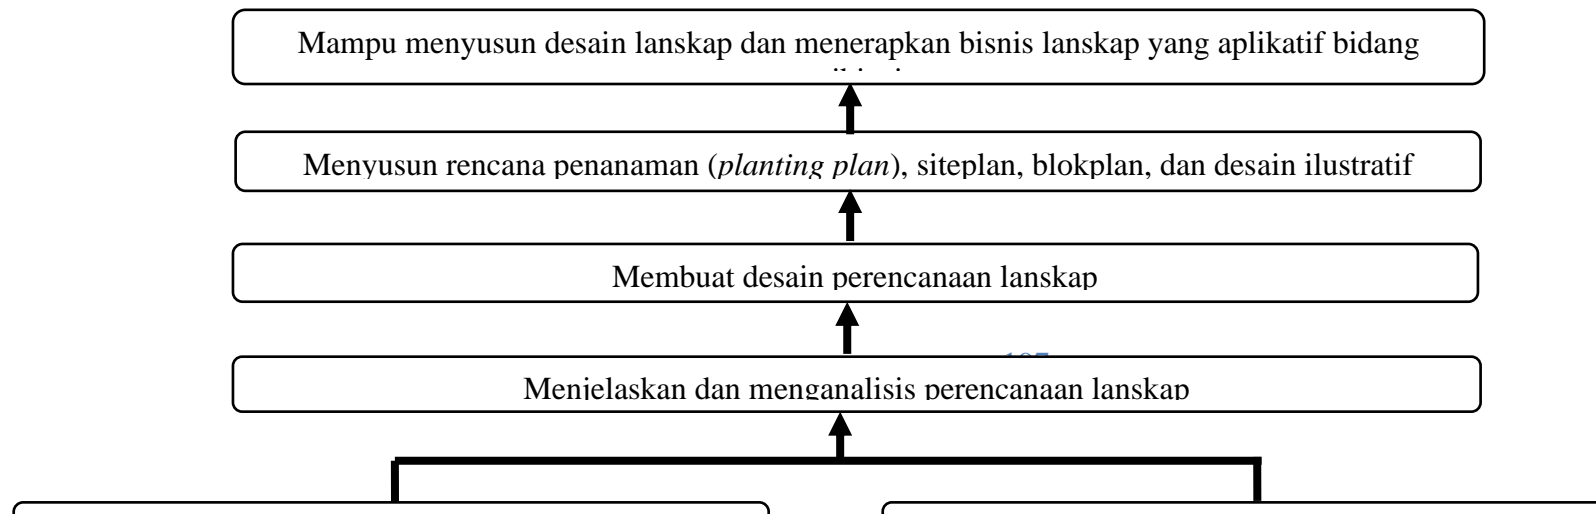 Mampu menyusun desain lanskap dan menerapkan bisnis lanskap yang aplikatif bidang
Menyusun rencana penanaman (planting plan), siteplan, blokplan, dan desain ilustratif
Membuat desain perencanaan lanskap
Menjelaskan dan menganalisis perencanaan lanskap